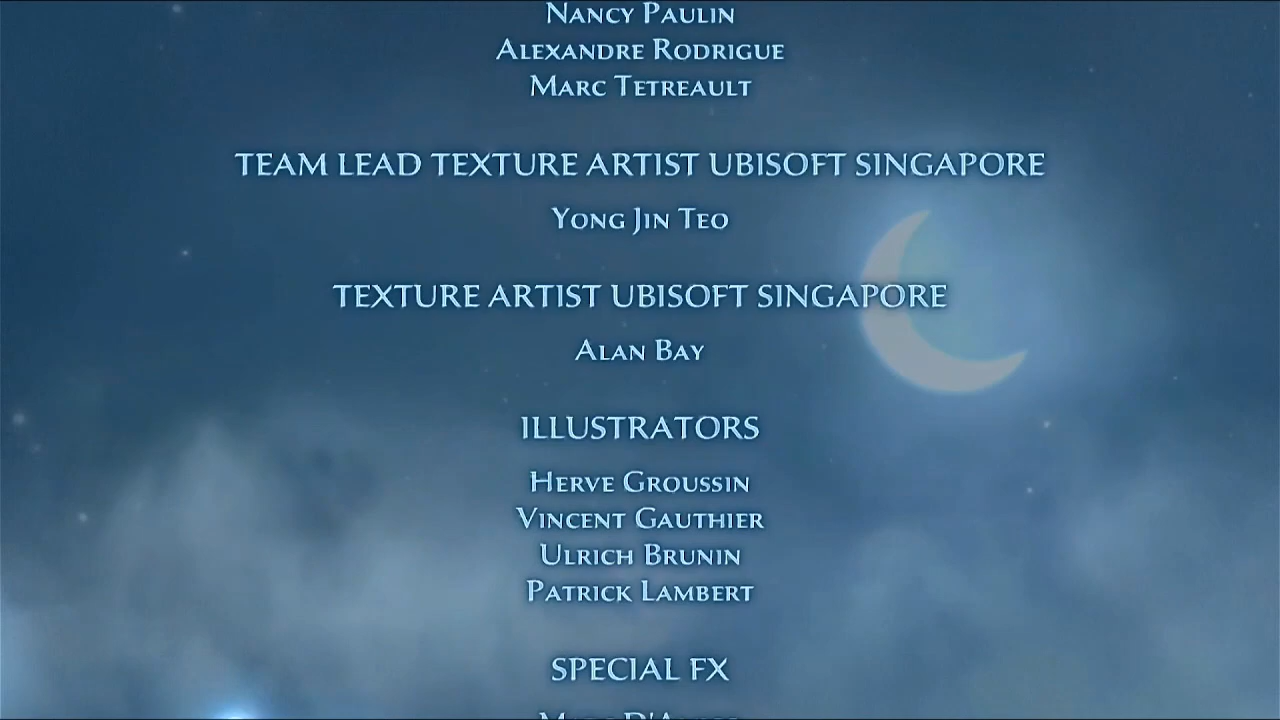 NANCY PAULIN
ALEXANDRE RODRIGUE
MARC TETREAULT
TEAM LEAD TEXTURE ARTIST UBISOFT SINGAPORE
YONG JIN TEO
TEXTURE ARTIST UBISOFT SINGAPORE
ALAN BAY
ILLUSTRATORS
HERVE GROUSSIN
VINCENT GAUTHIER
ULRICH BRUNIN
PATRICK LAMBERT
SPECIAL FX